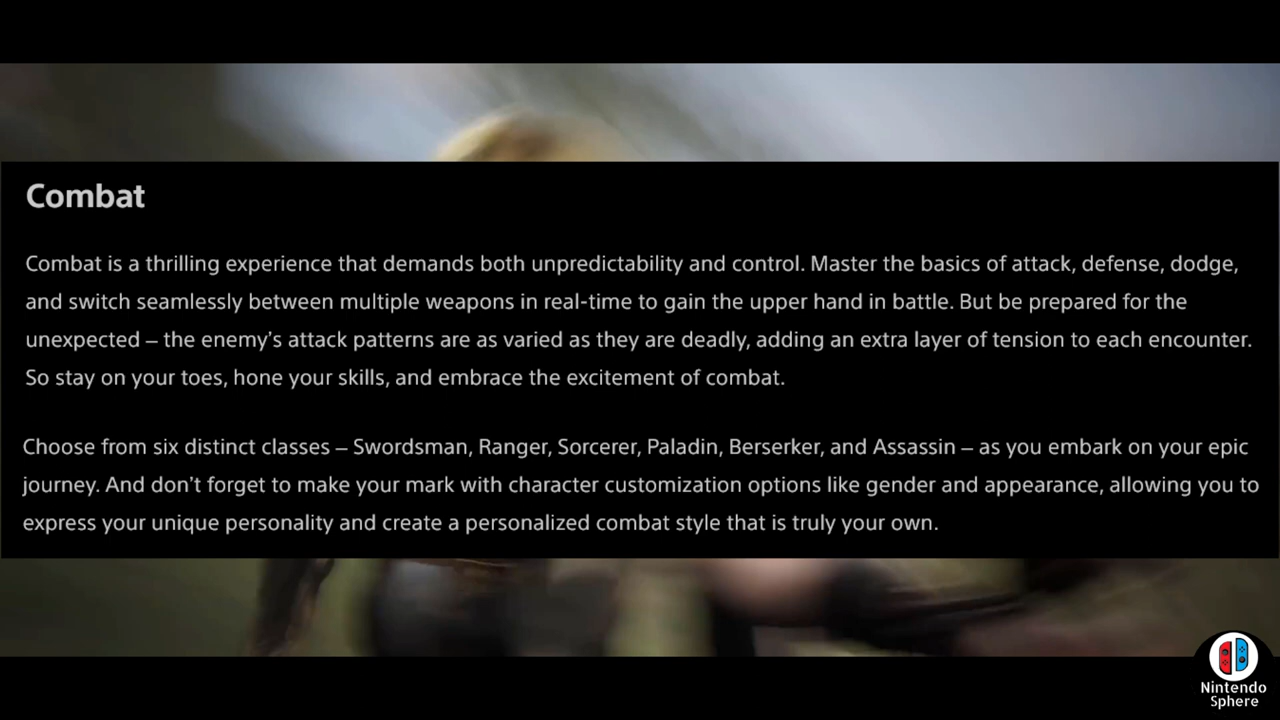 Combat
Combat is a thrilling experience that demands both unpredictability and control. Master the basics of attack, defense, dodge,
and switch seamlessly between multiple weapons in real-time to gain the upper hand in battle. But be prepared for the
unexpected – the enemy’s attack patterns are as varied as they are deadly, adding an extra layer of tension to each encounter.
So stay on your toes, hone your skills, and embrace the excitement of combat.
Choose from six distinct classes – Swordsman, Ranger, Sorcerer, Paladin, Berserker, and Assassin – as you embark on your epic
journey. And don’t forget to make your mark with character customization options like gender and appearance, allowing you to
express your unique personality and create a personalized combat style that is truly your own.
Nintendo
Sphere